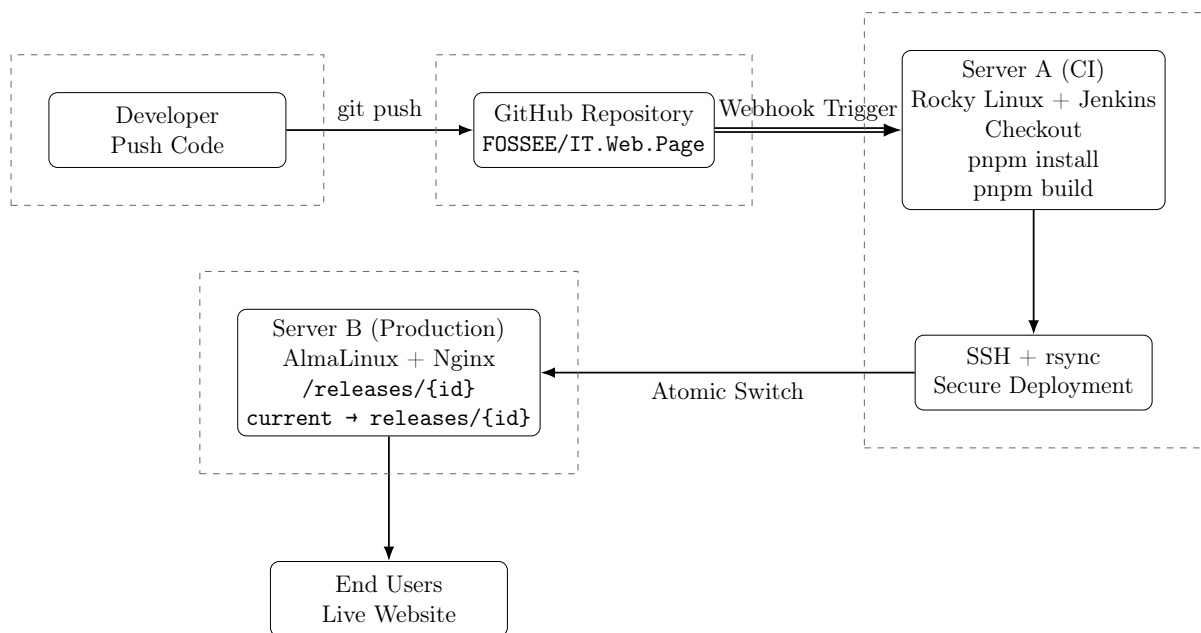 Developer
Push Code
git push
GitHub Repository
FOSSEE/IT.Web.Page
Webhook Trigger
Server A (CI)
Rocky Linux + Jenkins
Checkout
pnpm install
pnpm build
SSH + rsync
Secure Deployment
Atomic Switch
Server B (Production)
AlmaLinux + Nginx
/releases/{id}
current → releases/{id}
End Users
Live Website